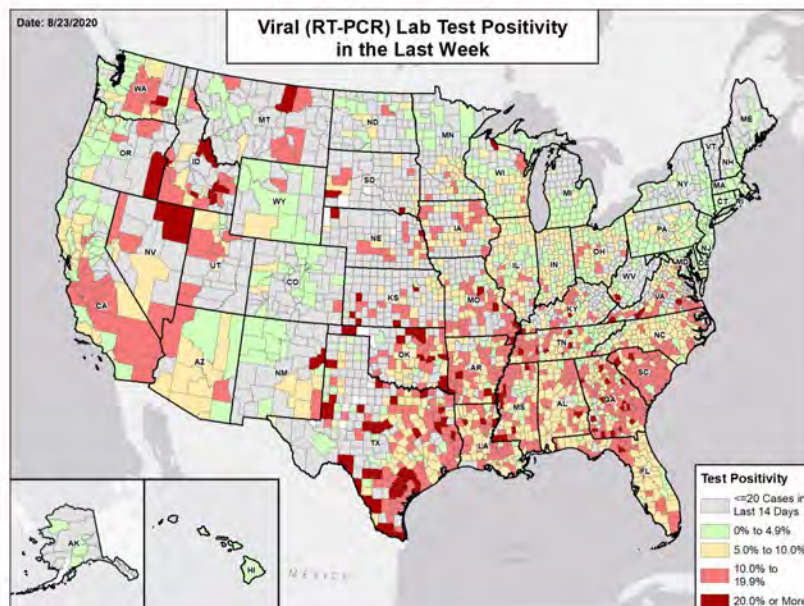 Date: 8/23/2020
Viral (RT-PCR) Lab Test Positivity
in the Last Week
WA
MT
ND
MN
ME
OR
ID
WY
SD
WI
MI
VT
NH
NY
MA
CT
NV
UT
CO
NE
IA
IL
IN
OH
PA
NJ
MD
DE
CA
AZ
NM
KS
MO
KY
WV
VA
OK
AR
TN
NC
TX
LA
MS
AL
GA
SC
FL
AK
HI
MEXICO
Test Positivity
<=20 Cases in
Last 14 Days
0% to 4.9%
5.0% to 10.0%
10.0% to
19.9%
20.0% or More